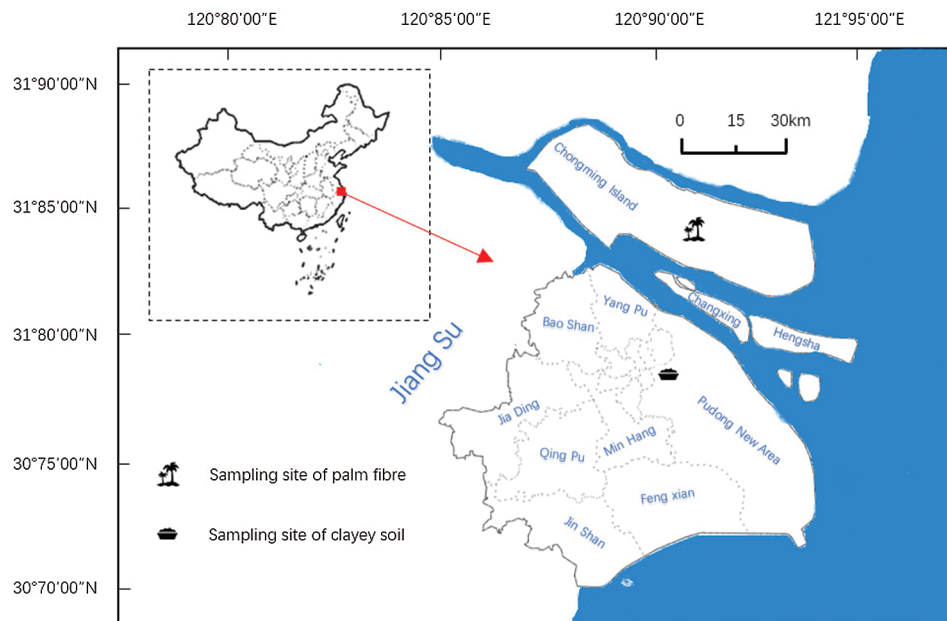 120°80′00″E
120°85′00″E
120°90′00″E
121°95′00″E
31°90′00″N
31°85′00″N
31°80′00″N
30°75′00″N
30°70′00″N
0 15 30km
Chongming Island
Changxing
Hengsha
Yang Pu
Bao Shan
Jiang Su
Jia Ding
Pudong New Area
Qing Pu
Min Hang
Feng xian
Jin Shan
Sampling site of palm fibre
Sampling site of clayey soil